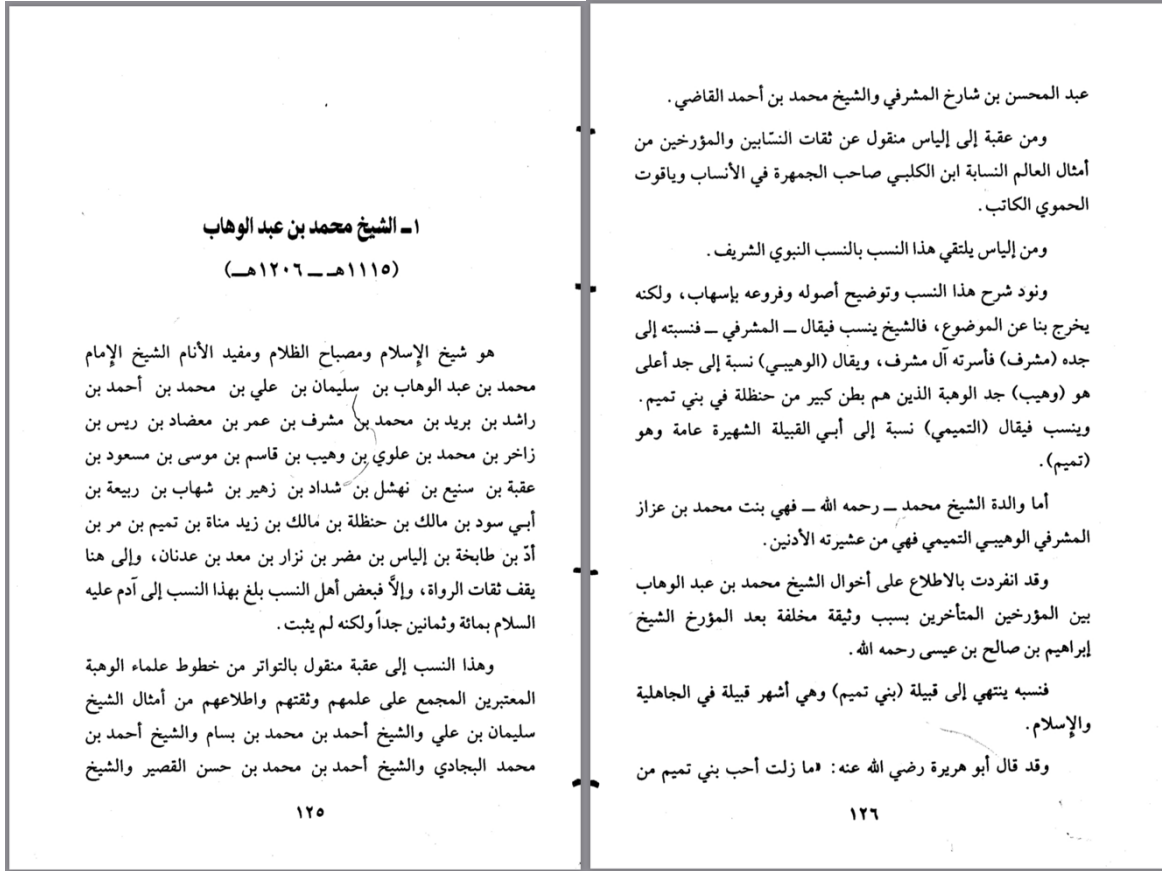 ١ ــ الشيخ محمد بن عبد الوهاب
(١١١٥هـ ــ ١٢٠٦هـ)
هو شيخ الإسلام ومصباح الظلام ومفيد الأنام الشيخ الإمام
محمد بن عبد الوهاب بن سليمان بن علي بن محمد بن أحمد بن
راشد بن بريد بن محمد بن مشرف بن عمر بن معضاد بن ريس بن
زاخر بن محمد بن علوي بن وهيب بن قاسم بن موسى بن مسعود بن
عقبة بن سنيع بن نهشل بن شداد بن زهير بن شهاب بن ربيعة بن
أبـي سود بن مالك بن حنظلة بن مالك بن زيد مناة بن تميم بن مر بن
أدّ بن طابخة بن إلياس بن مضر بن نزار بن معد بن عدنان، وإلى هنا
يقف ثقات الرواة، وإلاَّ فبعض أهل النسب بلغ بهذا النسب إلى آدم عليه
السلام بمائة وثمانين جداً ولكنه لم يثبت.
وهذا النسب إلى عقبة منقول بالتواتر من خطوط علماء الوهبة
المعتبرين المجمع على علمهم وثقتهم واطلاعهم من أمثال الشيخ
سليمان بن علي والشيخ أحمد بن محمد بن بسام والشيخ أحمد بن
محمد البجادي والشيخ أحمد بن محمد بن حسن القصير والشيخ
١٢٥
عبد المحسن بن شارخ المشرفي والشيخ محمد بن أحمد القاضي.
ومن عقبة إلى إلياس منقول عن ثقات النسّابين والمؤرخين من
أمثال العالم النسابة ابن الكلبـي صاحب الجمهرة في الأنساب وياقوت
الحموي الكاتب.
ومن إلياس يلتقي هذا النسب بالنسب النبوي الشريف.
ونود شرح هذا النسب وتوضيح أصوله وفروعه بإسهاب، ولكنه
يخرج بنا عن الموضوع، فالشيخ ينسب فيقال ــ المشرفي ــ فنسبته إلى
جده (مشرف) فأسرته آل مشرف، ويقال (الوهيبـي) نسبة إلى جد أعلى
هو (وهيب) جد الوهبة الذين هم بطن كبير من حنظلة في بني تميم.
وينسب فيقال (التميمي) نسبة إلى أبـي القبيلة الشهيرة عامة وهو
(تميم).
أما والدة الشيخ محمد ــ رحمه الله ــ فهي بنت محمد بن عزاز
المشرفي الوهيبـي التميمي فهي من عشيرته الأدنين.
وقد انفردت بالاطلاع على أخوال الشيخ محمد بن عبد الوهاب
بين المؤرخين المتأخرين بسبب وثيقة مخلفة بعد المؤرخ الشيخ
إبراهيم بن صالح بن عيسى رحمه الله.
فنسبه ينتهي إلى قبيلة (بني تميم) وهي أشهر قبيلة في الجاهلية
والإسلام.
وقد قال أبو هريرة رضي الله عنه: «ما زلت أحب بني تميم من
١٢٦